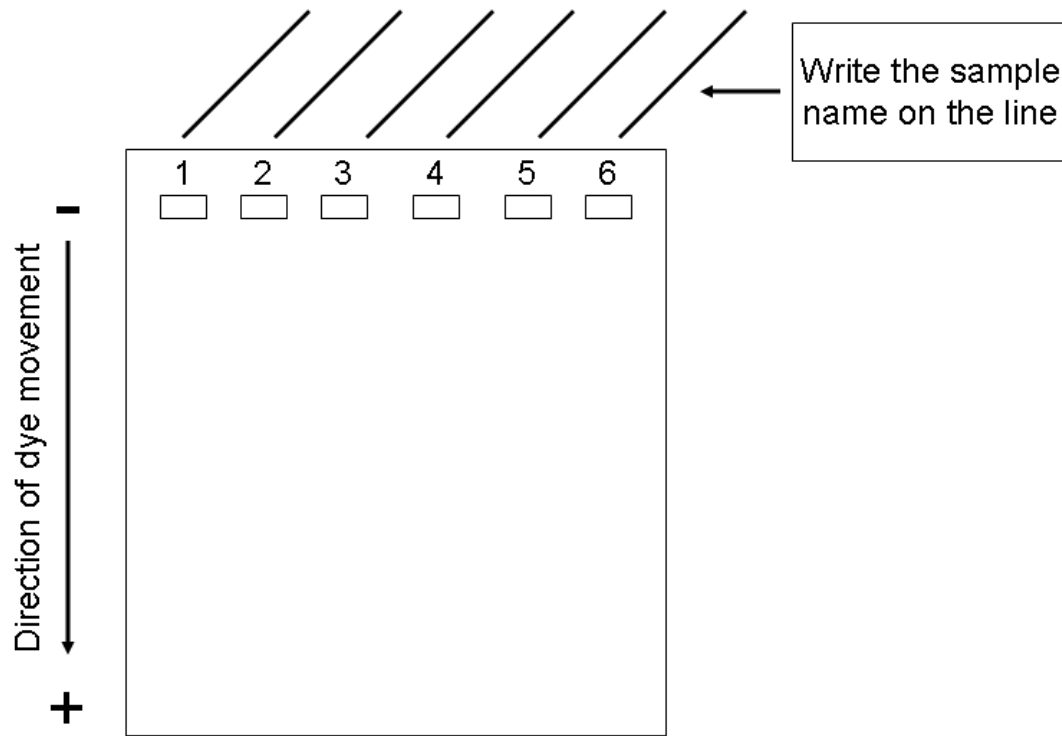 Write the sample
name on the line
1 2 3 4 5 6
-
Direction of dye movement
+